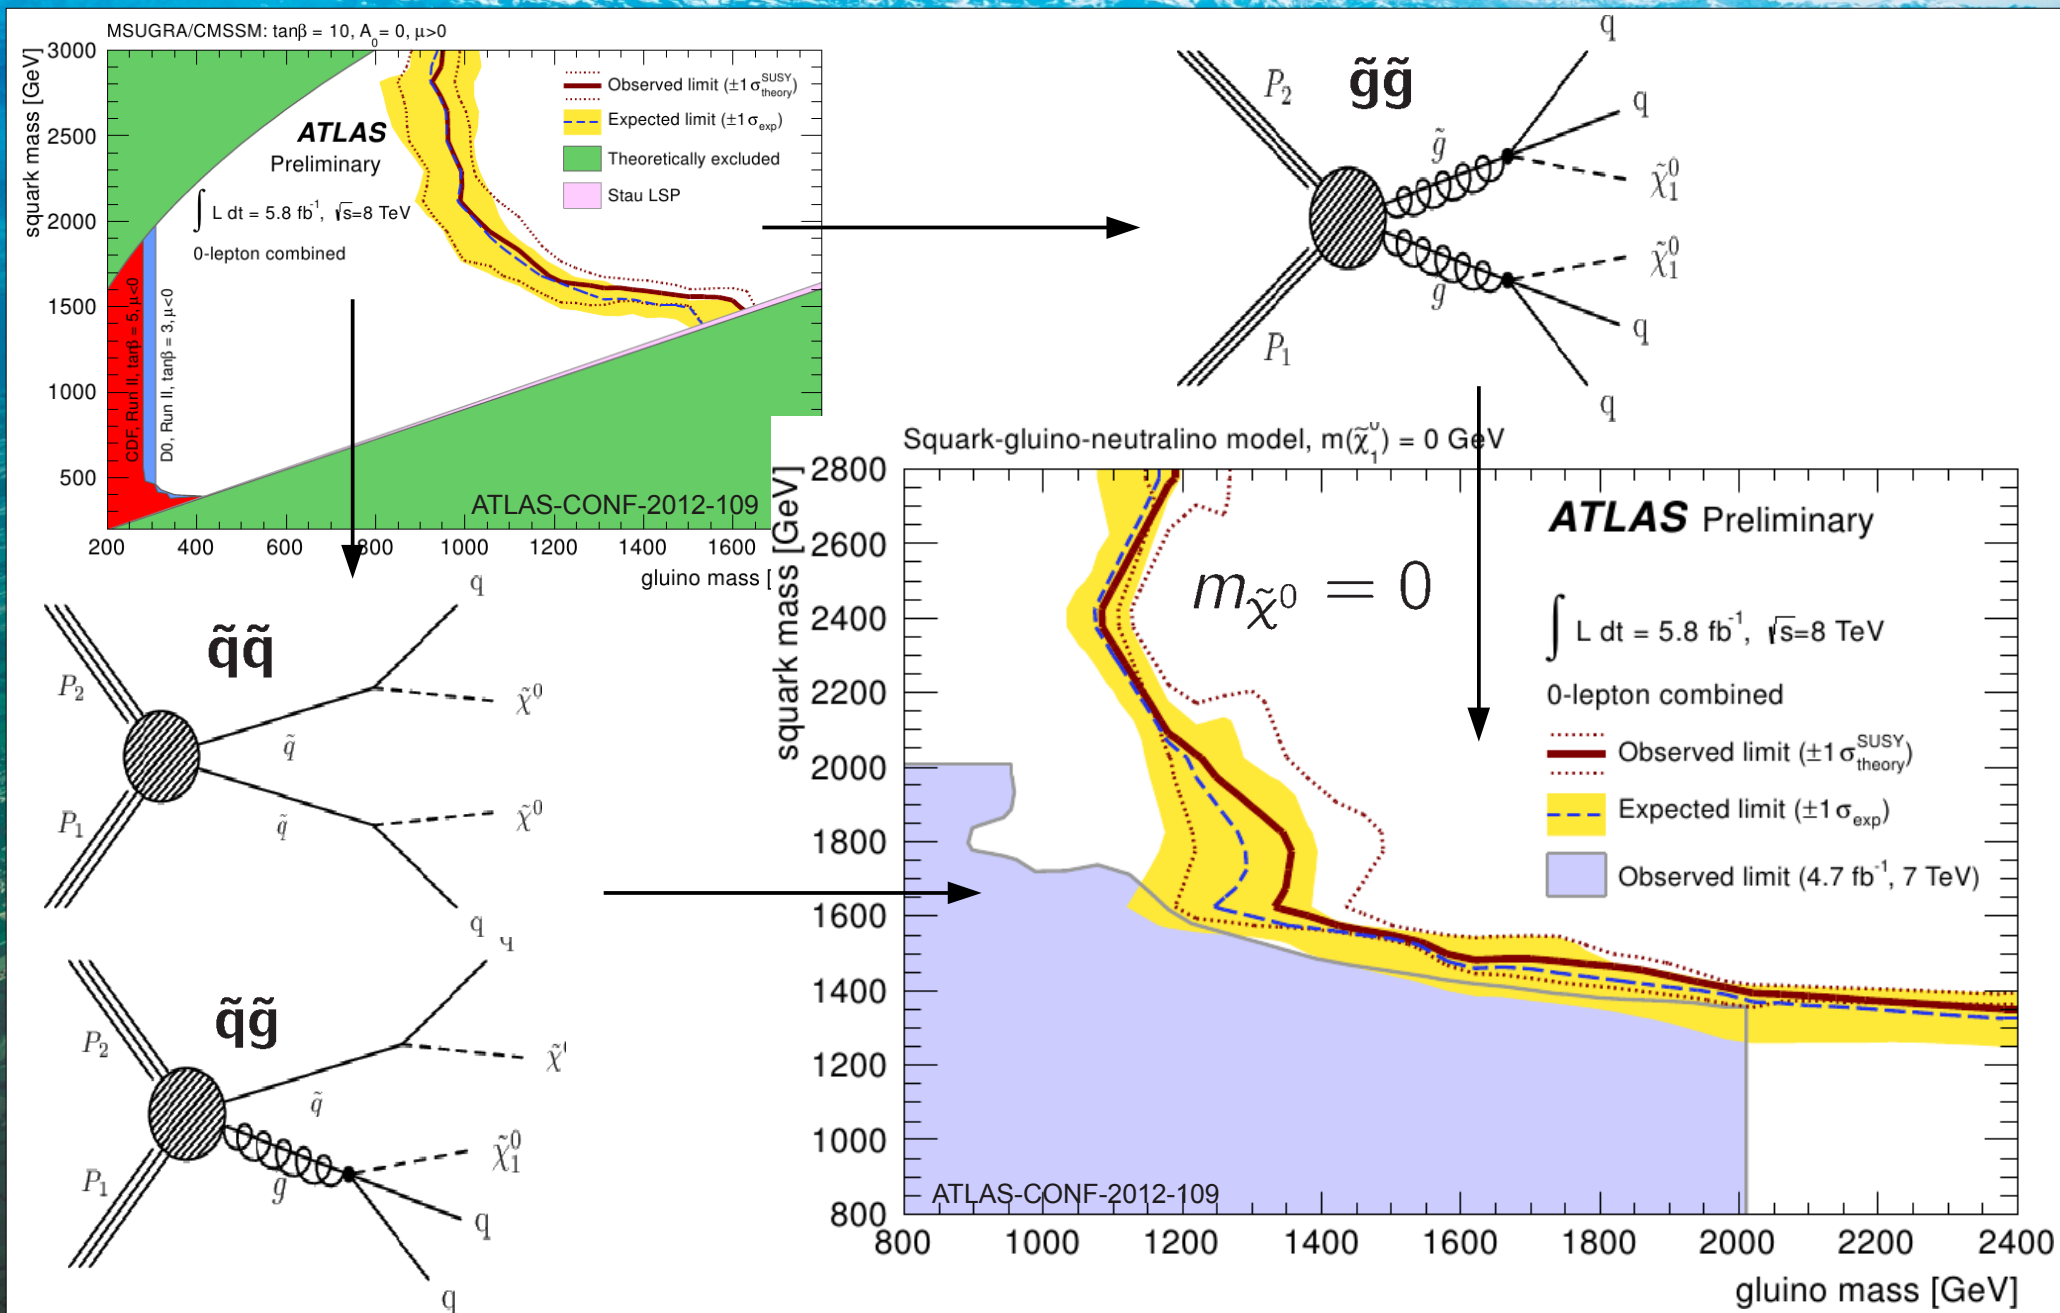 MSUGRA/CMSSM: tanβ = 10, A₀= 0, μ>0
squark mass [GeV]
3000
2500
2000
1500
1000
500
200
400
600
800
1000
1200
1400
1600
gluino mass [
ATLAS
Preliminary
∫ L dt = 5.8 fb⁻¹, √s=8 TeV
0-lepton combined
Observed limit (±1 σ^SUSY_theory)
Expected limit (±1 σ_exp)
Theoretically excluded
Stau LSP
CDF, Run II, tanβ = 5, μ<0
D0, Run II, tanβ = 3, μ<0
ATLAS-CONF-2012-109
g̃g̃
P₂
P₁
g̃
g̃
q
q
χ̃⁰₁
χ̃⁰₁
q
q
q̃q̃
P₂
P₁
q̃
q̃
q
χ̃⁰
χ̃⁰
q
q̃g̃
P₂
P₁
q̃
g̃
χ̃
χ̃⁰₁
q
q
Squark-gluino-neutralino model, m(χ̃⁰₁) = 0 GeV
squark mass [GeV]
2800
2600
2400
2200
2000
1800
1600
1400
1200
1000
800
800
1000
1200
1400
1600
1800
2000
2200
2400
gluino mass [GeV]
m_χ̃⁰ = 0
ATLAS Preliminary
∫ L dt = 5.8 fb⁻¹, √s=8 TeV
0-lepton combined
Observed limit (±1 σ^SUSY_theory)
Expected limit (±1 σ_exp)
Observed limit (4.7 fb⁻¹, 7 TeV)
ATLAS-CONF-2012-109